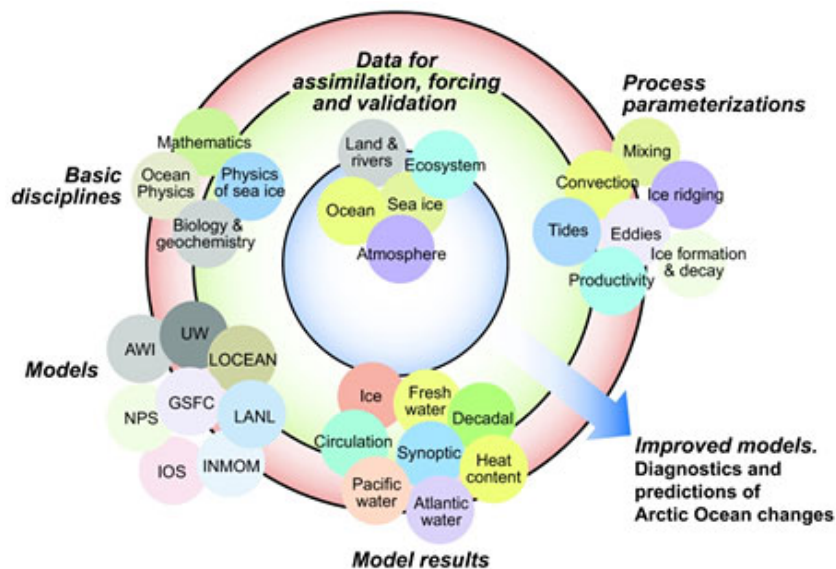 Data for
assimilation, forcing
and validation
Land &
rivers
Ecosystem
Ocean
Sea ice
Atmosphere
Process
parameterizations
Mixing
Convection
Ice ridging
Tides
Eddies
Ice formation
& decay
Productivity
Basic
disciplines
Mathematics
Ocean
Physics
Physics
of sea ice
Biology &
geochemistry
Models
AWI
UW
LOCEAN
NPS
GSFC
LANL
IOS
INMOM
Ice
Fresh
water
Decadal
Circulation
Synoptic
Heat
content
Pacific
water
Atlantic
water
Model results
Improved models.
Diagnostics and
predictions of
Arctic Ocean changes